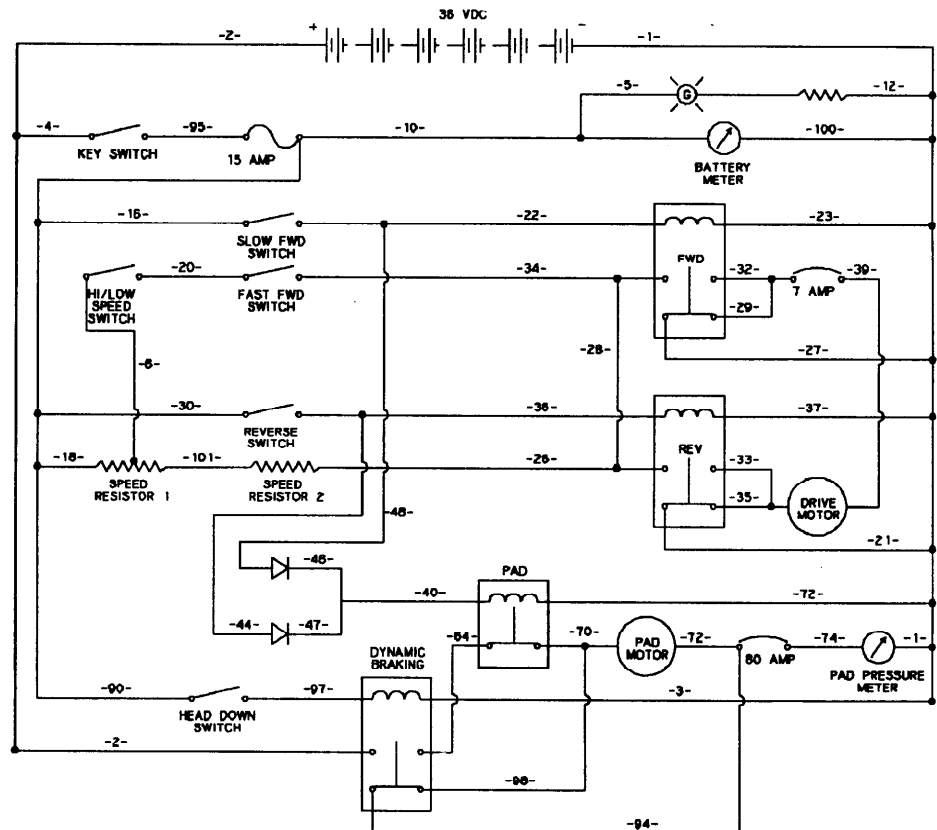 36 VDC
+ -
-2- -1-
-5- G -12-
-4- -95- -10- -100-
KEY SWITCH 15 AMP BATTERY
METER
-16- -22- -23-
SLOW FWD
SWITCH
FWD
-20- -34- -32- -39-
HI/LOW
SPEED
SWITCH
FAST FWD
SWITCH
7 AMP
-29-
-28- -27-
-6-
-30- -36- -37-
REVERSE
SWITCH
REV
-18- -101- -26- -33-
SPEED
RESISTOR 1
SPEED
RESISTOR 2
-35- DRIVE
MOTOR
-48-
-21-
-46- PAD
-40- -72-
-44- -47- -64- -70- PAD
MOTOR
-72- -74- -1-
80 AMP PAD PRESSURE
METER
DYNAMIC
BRAKING
-90- -97- -3-
HEAD DOWN
SWITCH
-2-
-98-
-94-